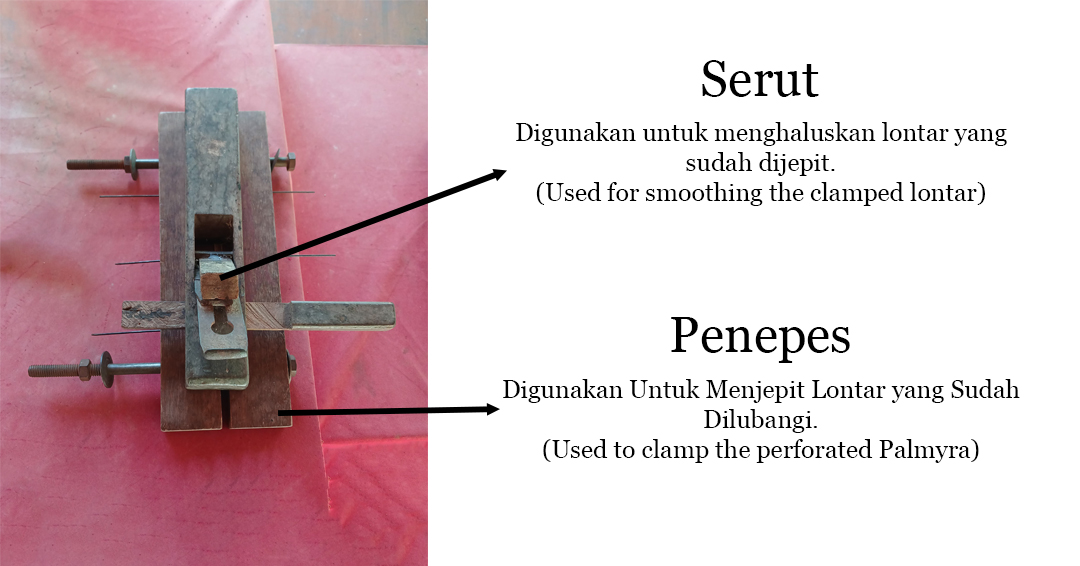 Serut
Digunakan untuk menghaluskan lontar yang
sudah dijepit.
(Used for smoothing the clamped lontar)
Penepes
Digunakan Untuk Menjepit Lontar yang Sudah
Dilubangi.
(Used to clamp the perforated Palmyra)